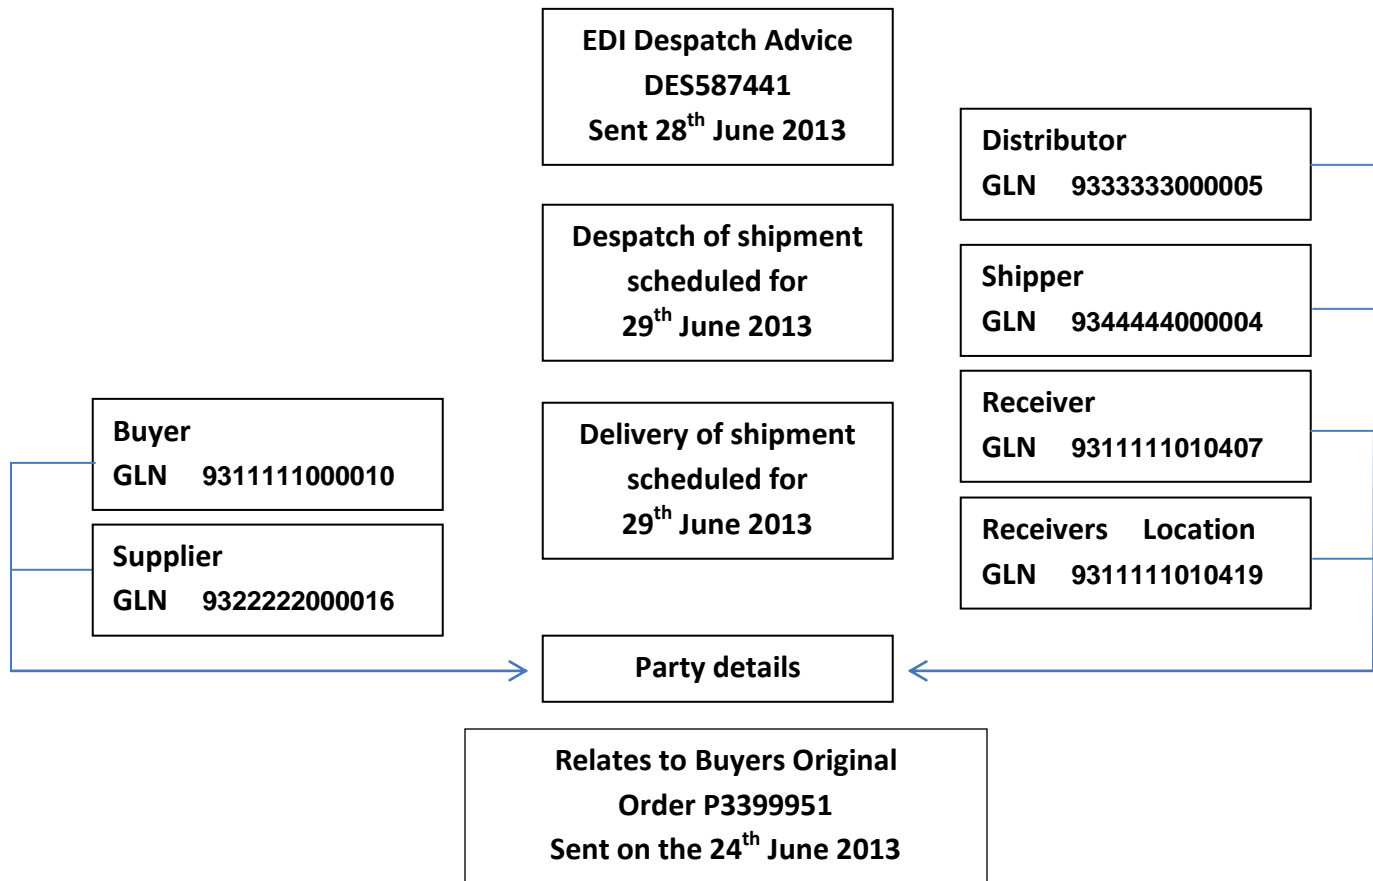 EDI Despatch Advice
DES587441
Sent 28th June 2013
Despatch of shipment
scheduled for
29th June 2013
Delivery of shipment
scheduled for
29th June 2013
Buyer
GLN 9311111000010
Supplier
GLN 9322222000016
Distributor
GLN 9333333000005
Shipper
GLN 9344444000004
Receiver
GLN 9311111010407
Receivers Location
GLN 9311111010419
Party details
Relates to Buyers Original
Order P3399951
Sent on the 24th June 2013